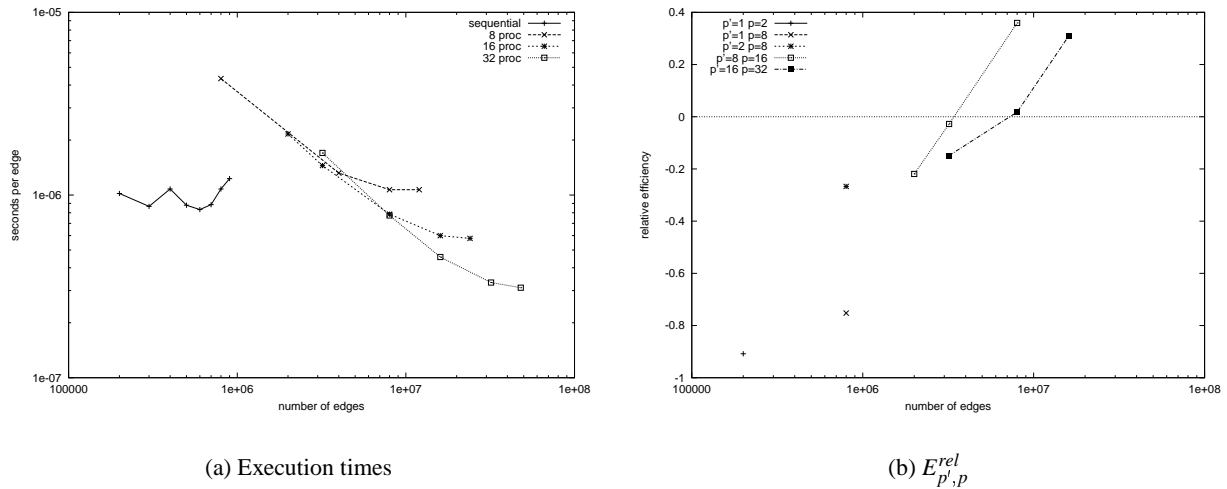 1e-05
1e-06
1e-07
100000
1e+06
1e+07
1e+08
seconds per edge
number of edges
sequential
8 proc
16 proc
32 proc
(a) Execution times
0.4
0.2
0
-0.2
-0.4
-0.6
-0.8
-1
100000
1e+06
1e+07
1e+08
relative efficiency
number of edges
p'=1 p=2
p'=1 p=8
p'=2 p=8
p'=8 p=16
p'=16 p=32
(b) E^{rel}_{p',p}